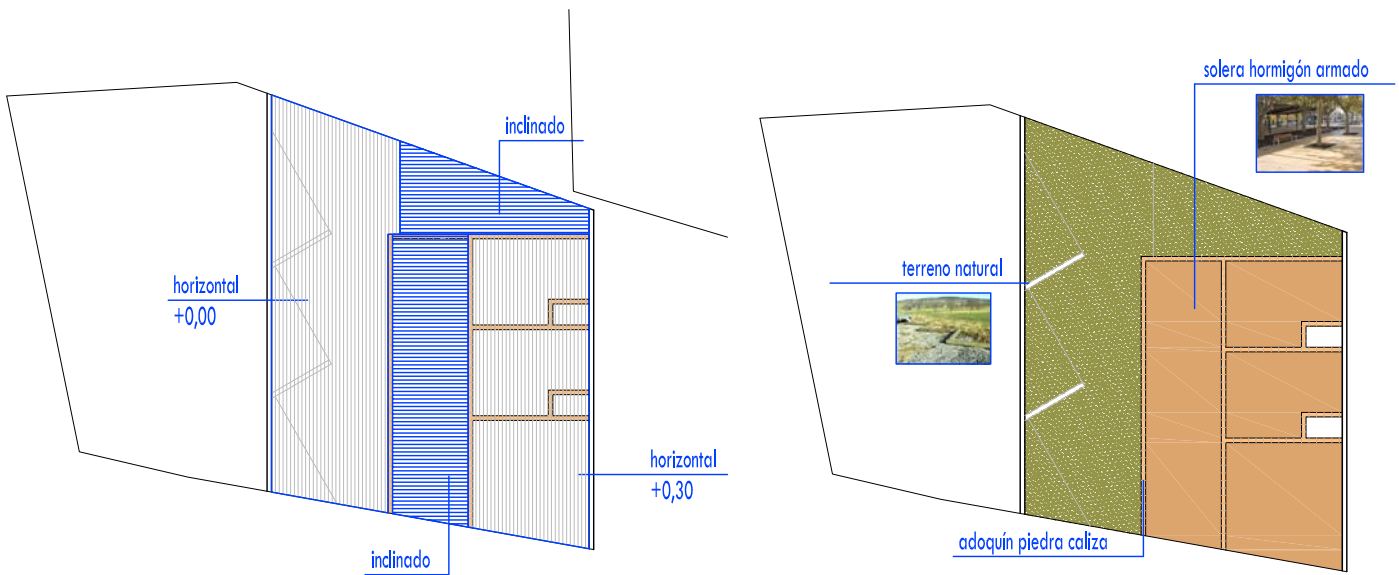 inclinado
horizontal
+0,00
horizontal
+0,30
inclinado
solera hormigón armado
terreno natural
adoquín piedra caliza